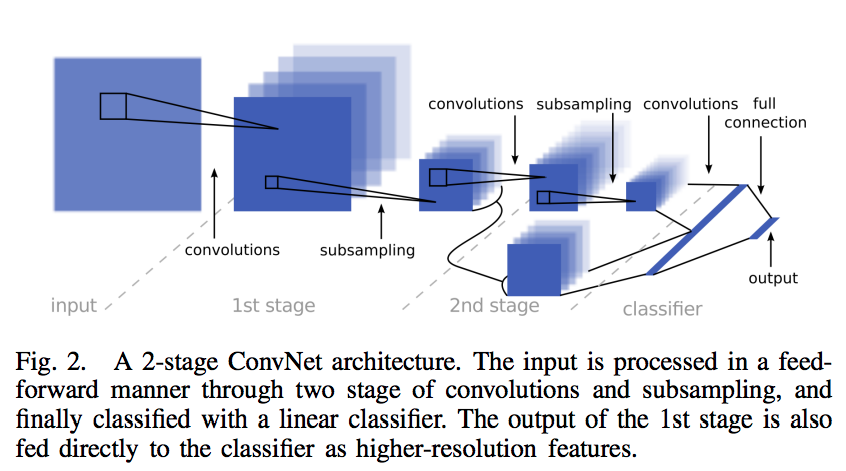 convolutions subsampling convolutions full
connection
convolutions
subsampling
output
input
1st stage
2nd stage
classifier
Fig. 2. A 2-stage ConvNet architecture. The input is processed in a feed-
forward manner through two stage of convolutions and subsampling, and
finally classified with a linear classifier. The output of the 1st stage is also
fed directly to the classifier as higher-resolution features.